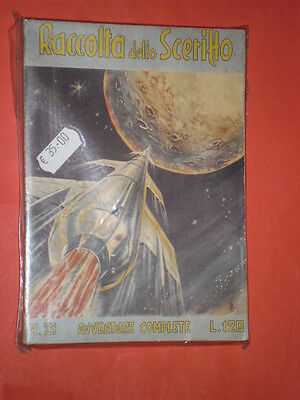 Raccolta dello Sceriffo
€ 35.00
N. 21 AVVENTURE COMPLETE L.120